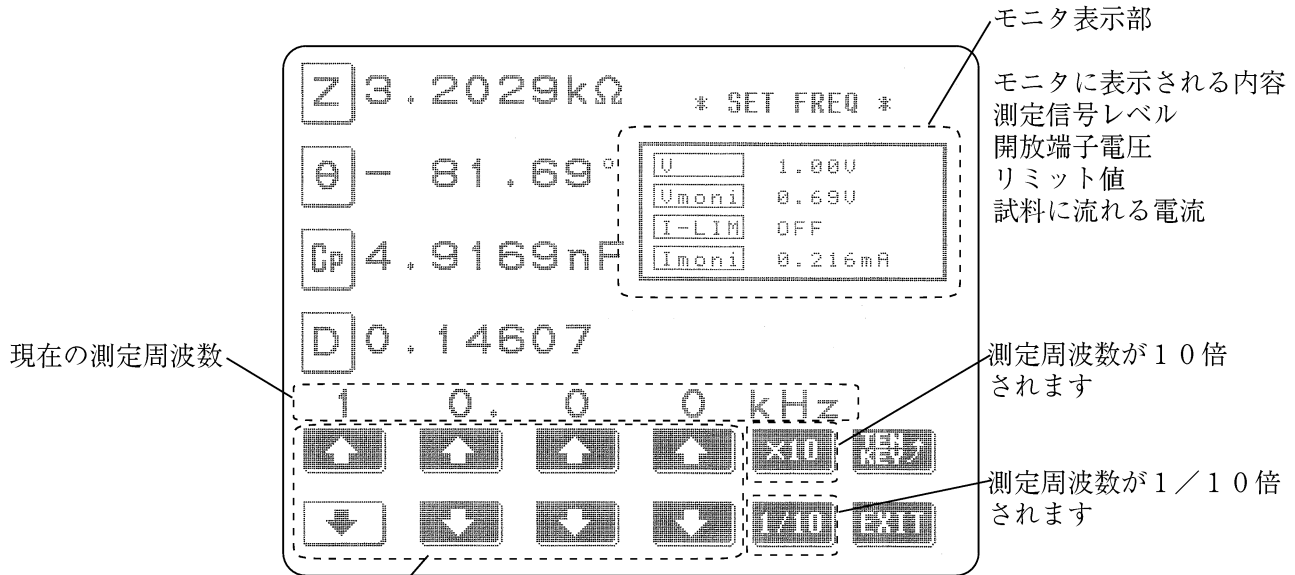 モニタ表示部
モニタに表示される内容
測定信号レベル
開放端子電圧
リミット値
試料に流れる電流
Z 3.2029kΩ
* SET FREQ *
θ - 81.69°
V 1.00V
Vmoni 0.69V
I-LIM OFF
Imoni 0.216mA
Cp 4.9169nF
D 0.14607
現在の測定周波数
1 0. 0 0 kHz
測定周波数が10倍
されます
×10
TEN
KEY
測定周波数が1/10倍
されます
1/10
EXIT